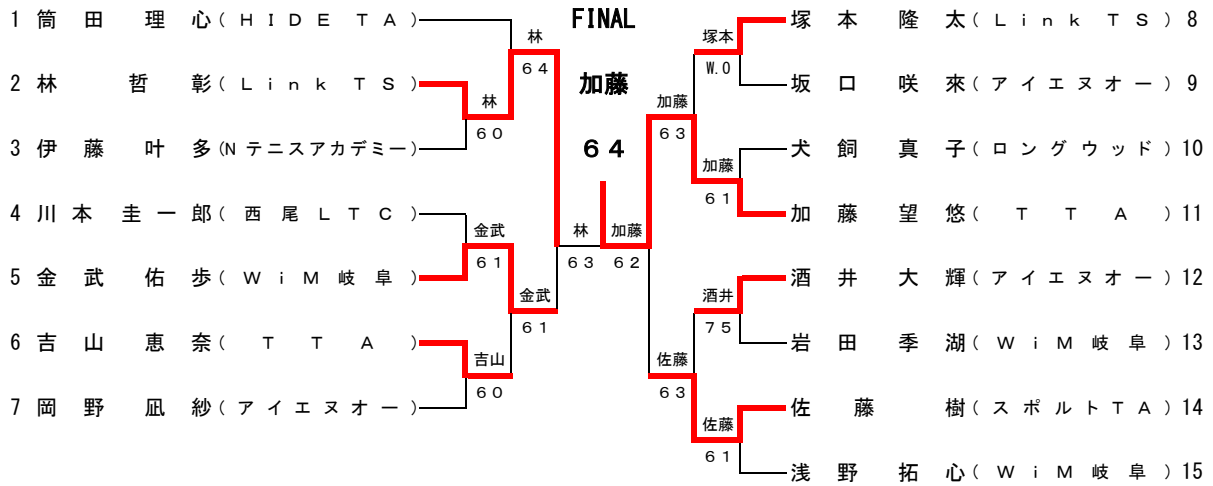 FINAL
加藤
６４
1 筒田 理心(ＨＩＤＥ ＴＡ)
2 林 哲彰(Ｌｉｎｋ ＴＳ)
3 伊藤 叶多(N テニスアカデミー)
4 川本 圭一郎(西尾ＬＴＣ)
5 金武 佑歩(ＷｉＭ岐阜)
6 吉山 恵奈(ＴＴＡ)
7 岡野 凪紗(アイエヌオー)
林
６４
林
６０
金武
６１
金武
６１
吉山
６０
林
６３
加藤
６２
塚本
W.O
加藤
６３
加藤
６１
酒井
７５
佐藤
６３
佐藤
６１
塚本 隆太(Ｌｉｎｋ ＴＳ) 8
坂口 咲來(アイエヌオー) 9
犬飼 真子(ロングウッド) 10
加藤 望悠(ＴＴＡ) 11
酒井 大輝(アイエヌオー) 12
岩田 季湖(ＷｉＭ岐阜) 13
佐藤 樹(スポルトＴＡ) 14
浅野 拓心(ＷｉＭ岐阜) 15